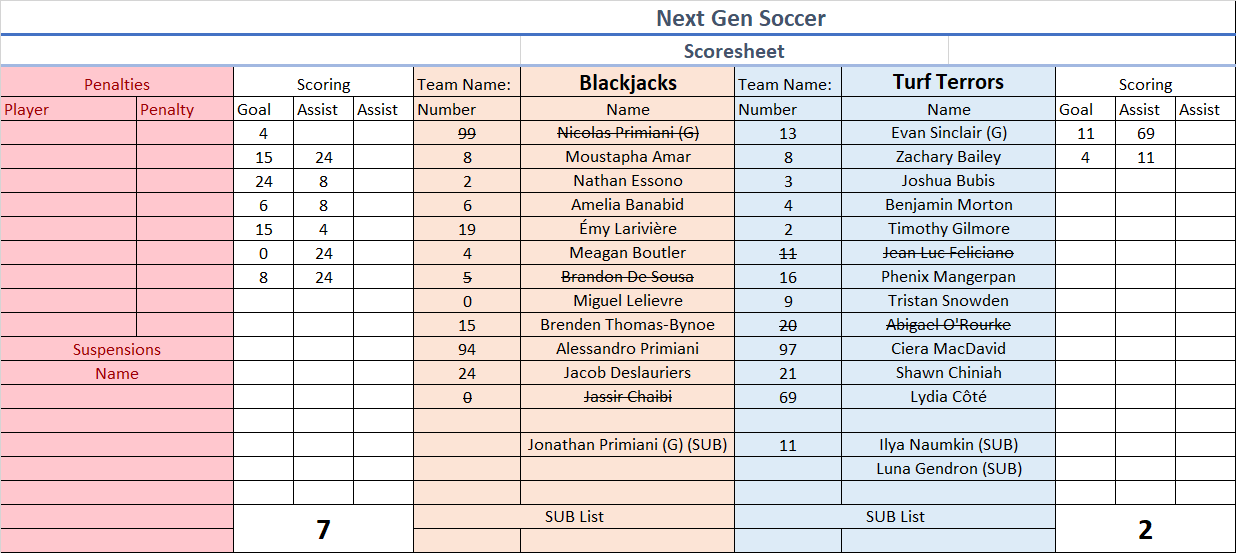 Next Gen Soccer
Scoresheet
Penalties Scoring Team Name: Blackjacks Team Name: Turf Terrors Scoring
Player Penalty Goal Assist Assist Number Name Number Name Goal Assist Assist
4 99 Nicolas Primiani (G) 13 Evan Sinclair (G) 11 69
15 24 8 Moustapha Amar 8 Zachary Bailey 4 11
24 8 2 Nathan Essono 3 Joshua Bubis
6 8 6 Amelia Banabid 4 Benjamin Morton
15 4 19 Émy Larivière 2 Timothy Gilmore
0 24 4 Meagan Boutler 11 Jean Luc Feliciano
8 24 5 Brandon De Sousa 16 Phenix Mangerpan
0 Miguel Lelievre 9 Tristan Snowden
15 Brenden Thomas-Bynoe 20 Abigael O'Rourke
Suspensions 94 Alessandro Primiani 97 Ciera MacDavid
Name 24 Jacob Deslauriers 21 Shawn Chiniah
0 Jassir Chaibi 69 Lydia Côté
Jonathan Primiani (G) (SUB) 11 Ilya Naumkin (SUB)
Luna Gendron (SUB)
7 SUB List SUB List 2